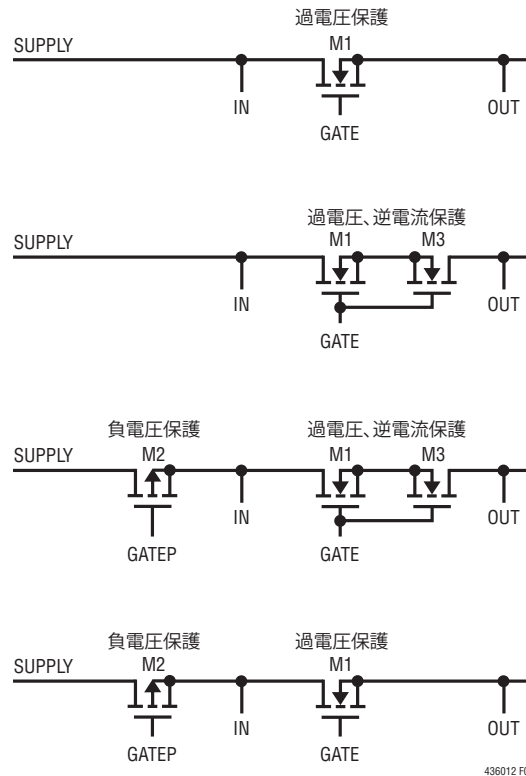 過電圧保護
SUPPLY M1
IN OUT
GATE
過電圧、逆電流保護
SUPPLY M1 M3
IN OUT
GATE
負電圧保護 過電圧、逆電流保護
SUPPLY M2 M1 M3
IN OUT
GATEP GATE
負電圧保護 過電圧保護
SUPPLY M2 M1
IN OUT
GATEP GATE